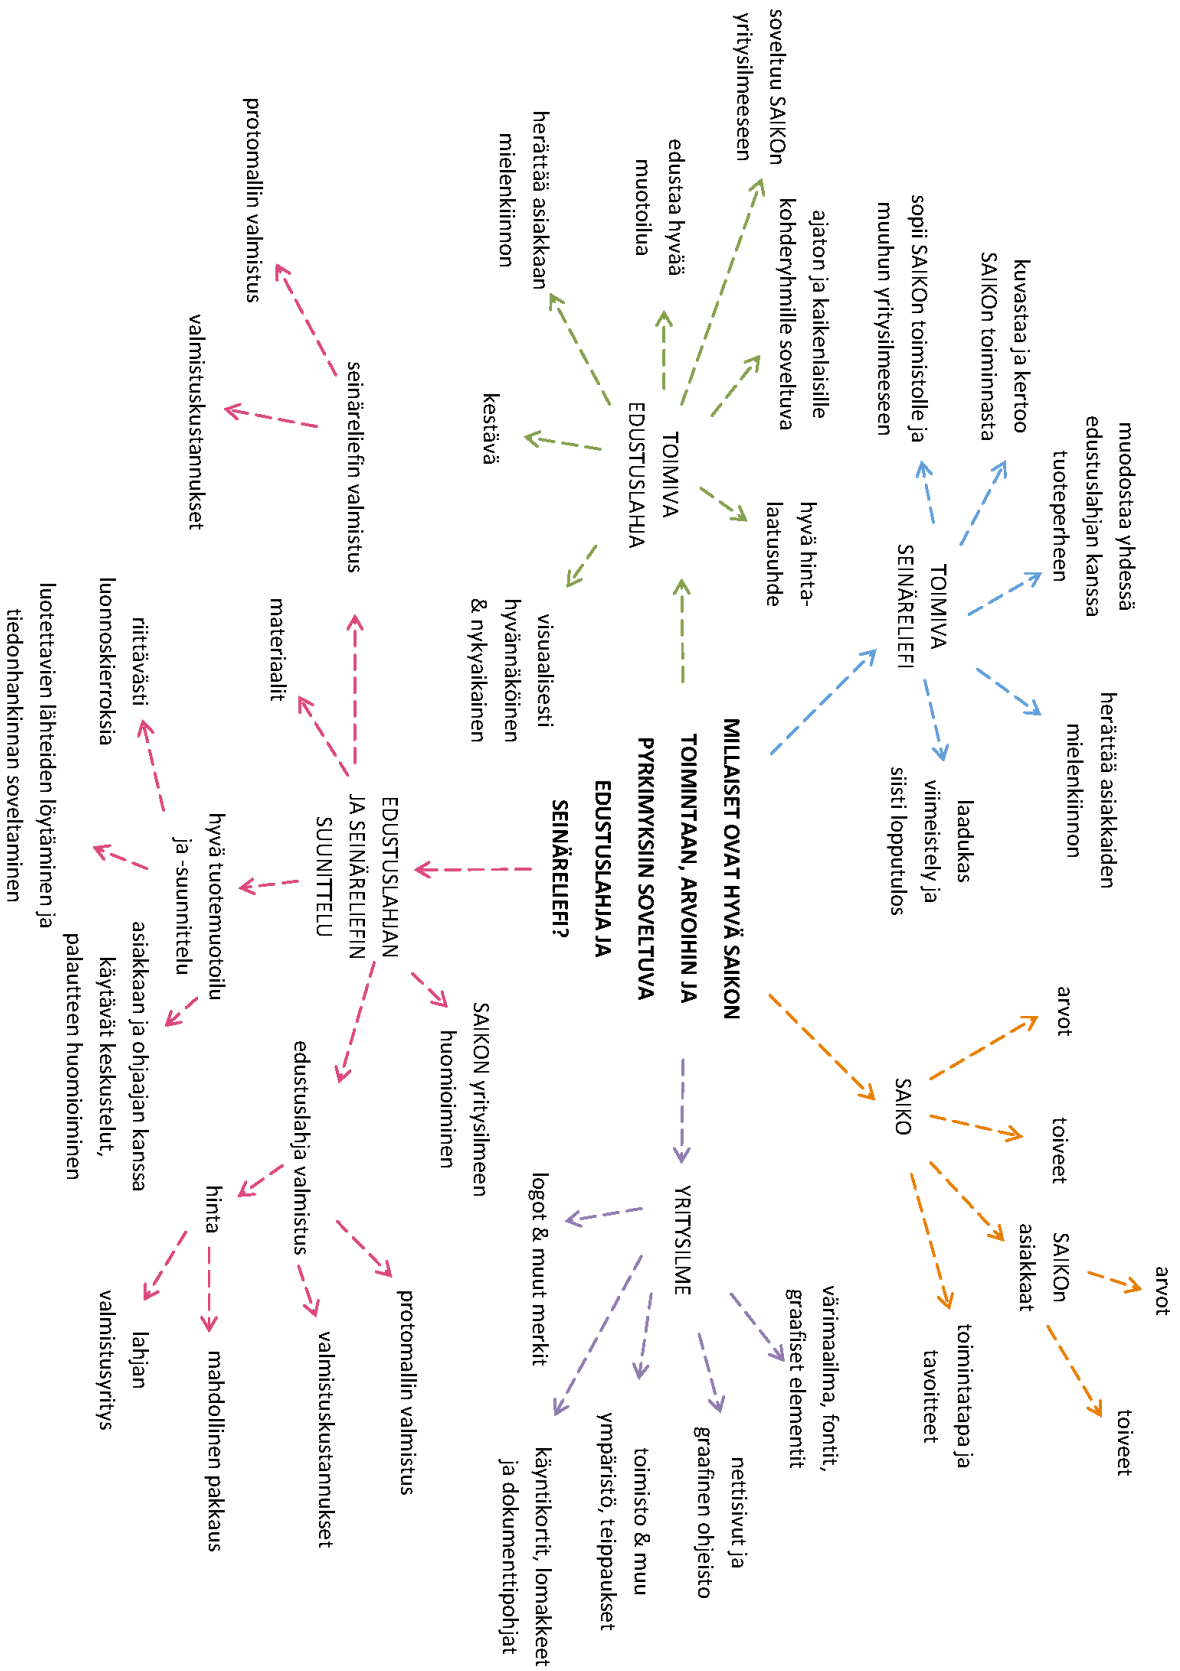 muodostaa yhdessä
edustuslahjan kanssa
tuoteperheen
kuvastaa ja kertoo
SAIKOn toiminnasta
sopii SAIKOn toimistolle ja
muuhun yritysilmeeseen
herättää asiakkaiden
mielenkiinnon
TOIMIVA
SEINÄRELIEFI
laadukas
viimeistely ja
siisti lopputulos
arvot
toiveet
SAIKO
SAIKOn
asiakkaat
arvot
toiveet
toimintatapa ja
tavoitteet
soveltuu SAIKOn
yritysilmeeseen
ajaton ja kaikenlaisille
kohderyhmille soveltuva
edustaa hyvää
muotoilua
herättää asiakkaan
mielenkiinnon
TOIMIVA
EDUSTUSLAHJA
hyvä hinta-
laatusuhde
kestävä
visuaalisesti
hyvännäköinen
& nykyaikainen
MILLAISET OVAT HYVÄ SAIKON
TOIMINTAAN, ARVOIHIN JA
PYRKIMYKSIIN SOVELTUVA
EDUSTUSLAHJA JA
SEINÄRELIEFI?
YRITYSILME
värimaailma, fontit,
graafiset elementit
nettisivut ja
graafinen ohjeisto
toimisto & muu
ympäristö, teippaukset
käyntikortit, lomakkeet
ja dokumenttipohjat
logot & muut merkit
EDUSTUSLAHJAN
JA SEINÄRELIEFIN
SUUNITTELU
SAIKON yritysilmeen
huomioiminen
seinäreliefin valmistus
protomallin valmistus
valmistuskustannukset
materiaalit
hyvä tuotemuotoilu
ja -suunnittelu
riittävästi
luonnoskierroksia
luotettavien lähteiden löytäminen ja
tiedonhankinnan soveltaminen
asiakkaan ja ohjaajan kanssa
käytävät keskustelut,
palautteen huomioiminen
edustuslahja valmistus
protomallin valmistus
valmistuskustannukset
hinta
mahdollinen pakkaus
lahjan
valmistusyritys